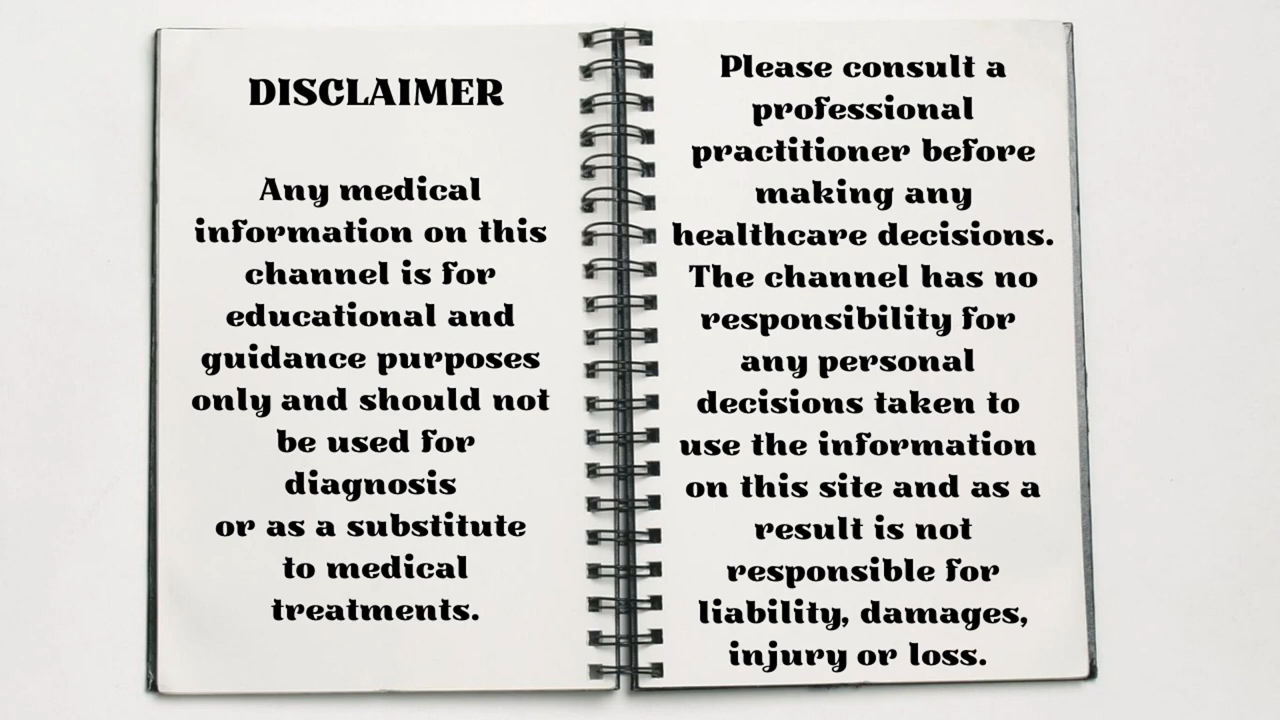 DISCLAIMER
Any medical
information on this
channel is for
educational and
guidance purposes
only and should not
be used for
diagnosis
or as a substitute
to medical
treatments.
Please consult a
professional
practitioner before
making any
healthcare decisions.
The channel has no
responsibility for
any personal
decisions taken to
use the information
on this site and as a
result is not
responsible for
liability, damages,
injury or loss.